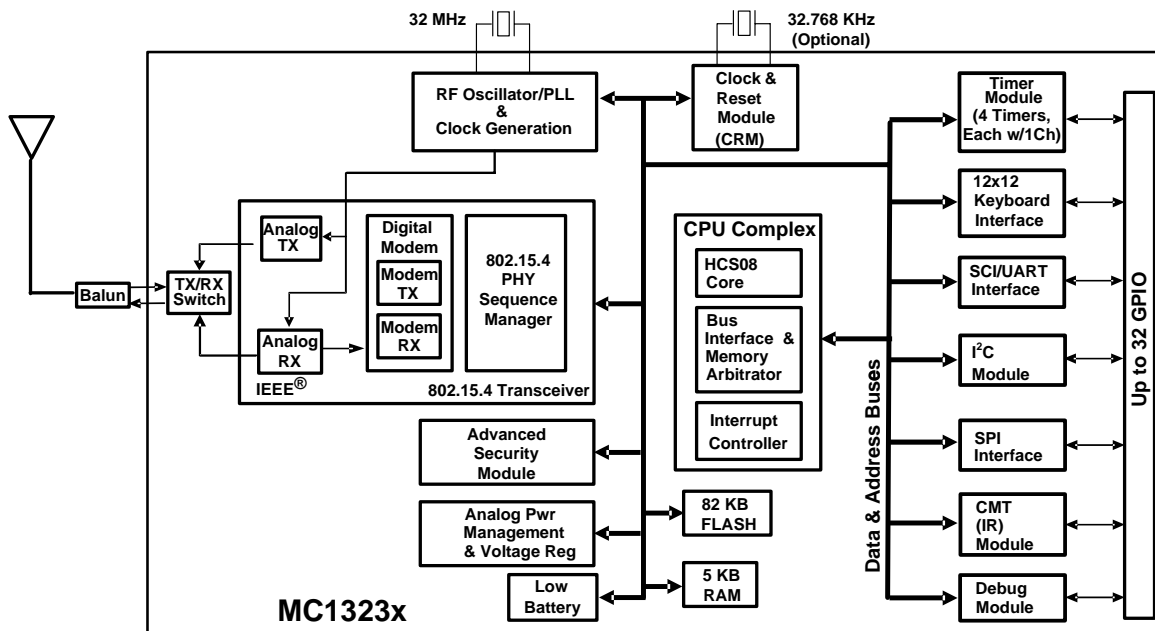 32 MHz
32.768 KHz
(Optional)
RF Oscillator/PLL
&
Clock Generation
Clock &
Reset
Module
(CRM)
Timer
Module
(4 Timers,
Each w/1Ch)
12x12
Keyboard
Interface
SCI/UART
Interface
I²C
Module
SPI
Interface
CMT
(IR)
Module
Debug
Module
Up to 32 GPIO
Data & Address Buses
CPU Complex
HCS08
Core
Bus
Interface &
Memory
Arbitrator
Interrupt
Controller
Balun
TX/RX
Switch
Analog
TX
Analog
RX
Digital
Modem
Modem
TX
Modem
RX
802.15.4
PHY
Sequence
Manager
IEEE®
802.15.4 Transceiver
Advanced
Security
Module
Analog Pwr
Management
& Voltage Reg
Low
Battery
82 KB
FLASH
5 KB
RAM
MC1323x